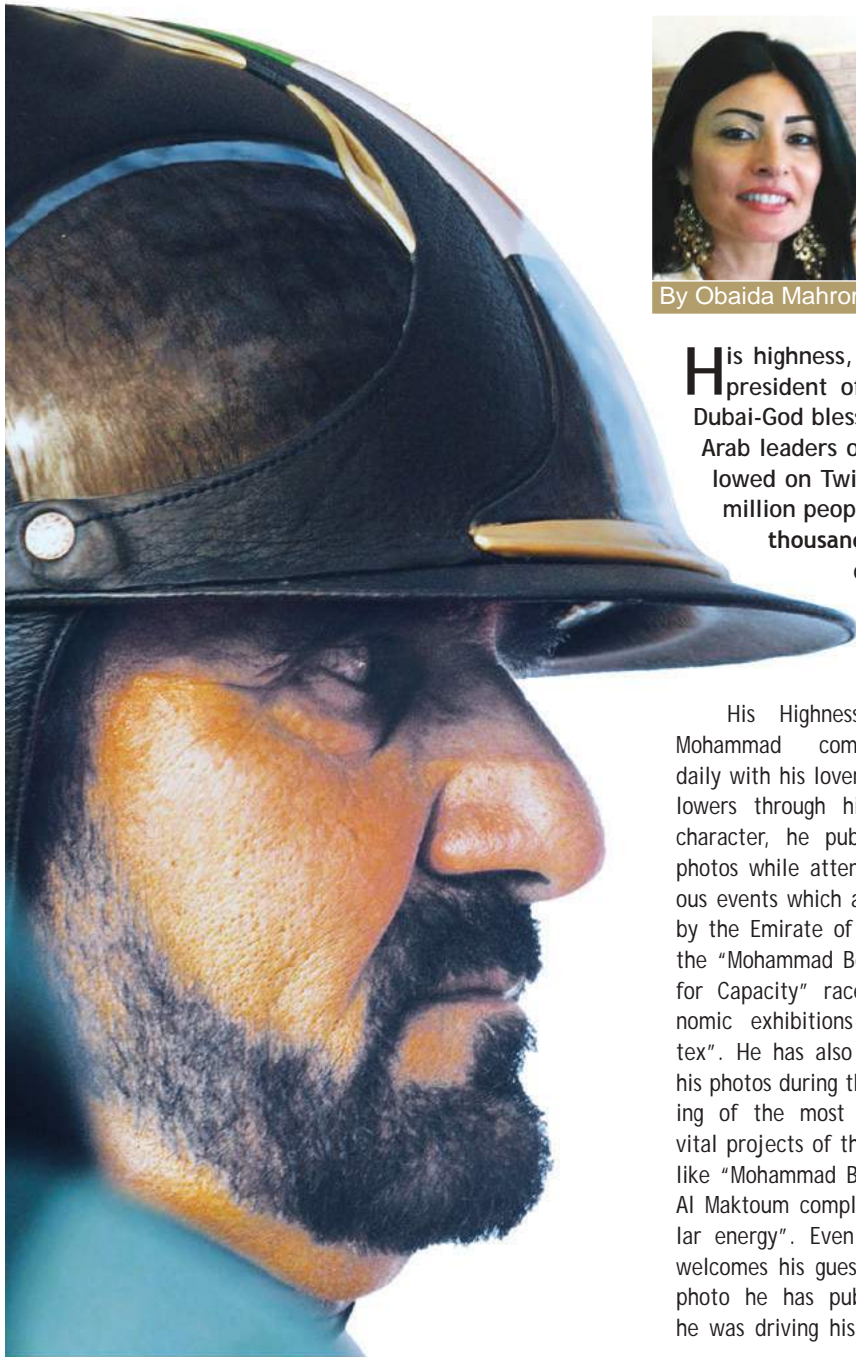 By Obaida Mahror
His highness,
president of
Dubai-God bless
Arab leaders o
lowed on Twi
million peop
thousand
His Highness
Mohammad com
daily with his lover
lowers through hi
character, he pub
photos while atten
ous events which a
by the Emirate of
the “Mohammad Be
for Capacity” race
nomic exhibitions
tex”. He has also
his photos during th
ing of the most
vital projects of th
like “Mohammad B
Al Maktoum compl
lar energy”. Even
welcomes his gues
photo he has pub
he was driving his